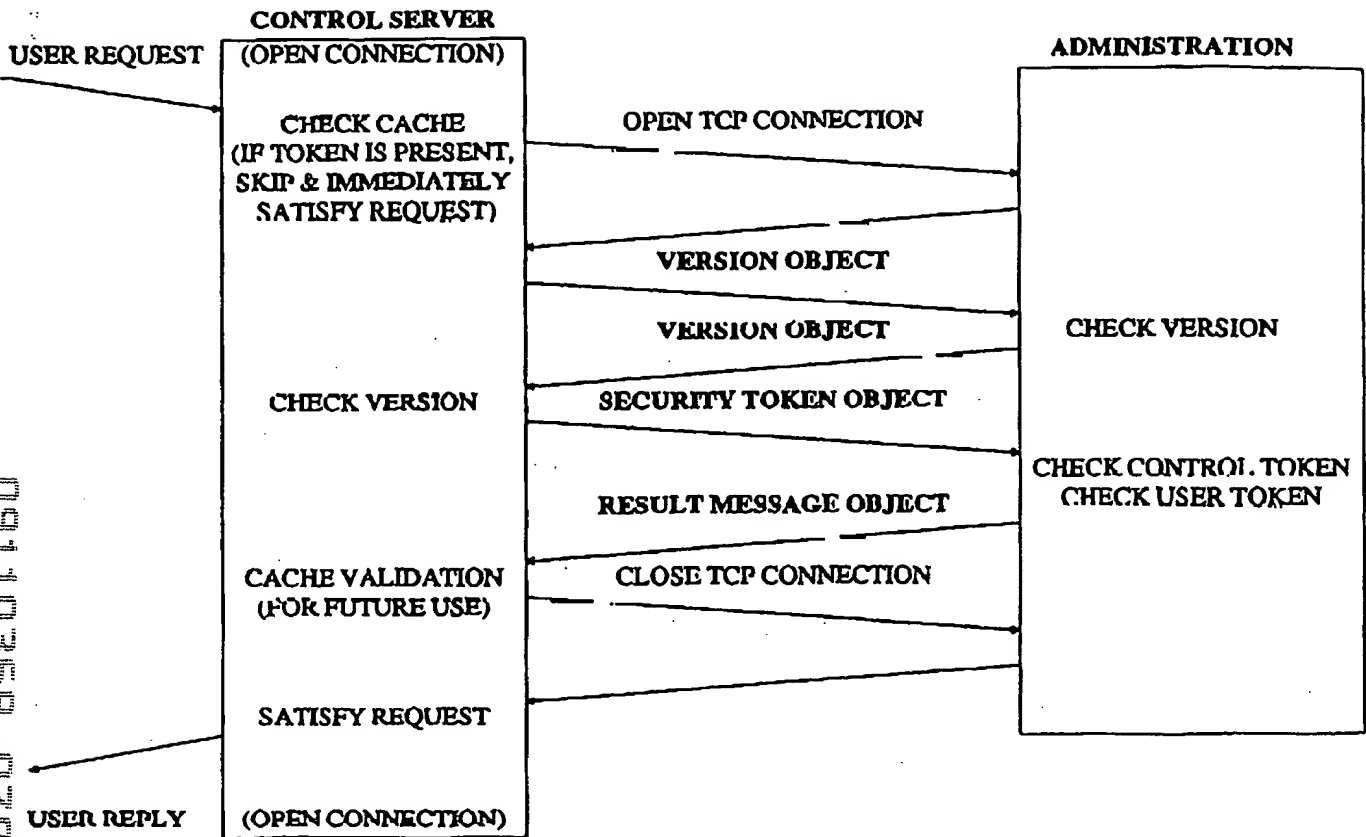 CONTROL SERVER
USER REQUEST
(OPEN CONNECTION)
ADMINISTRATION
CHECK CACHE
(IF TOKEN IS PRESENT,
SKIP & IMMEDIATELY
SATISFY REQUEST)
OPEN TCP CONNECTION
VERSION OBJECT
VERSION OBJECT
CHECK VERSION
CHECK VERSION
SECURITY TOKEN OBJECT
CHECK CONTROL TOKEN
CHECK USER TOKEN
RESULT MESSAGE OBJECT
CACHE VALIDATION
(FOR FUTURE USE)
CLOSE TCP CONNECTION
SATISFY REQUEST
USER REPLY
(OPEN CONNECTION)